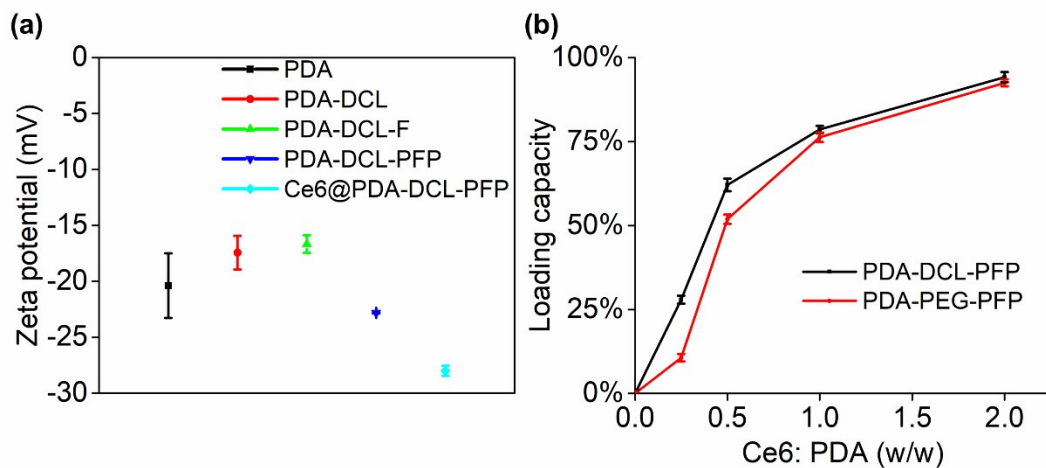 (a)
Zeta potential (mV)
-0
-5
-10
-15
-20
-25
-30
PDA
PDA-DCL
PDA-DCL-F
PDA-DCL-PFP
Ce6@PDA-DCL-PFP
(b)
Loading capacity
100%
75%
50%
25%
0%
PDA-DCL-PFP
PDA-PEG-PFP
0.0 0.5 1.0 1.5 2.0
Ce6: PDA (w/w)